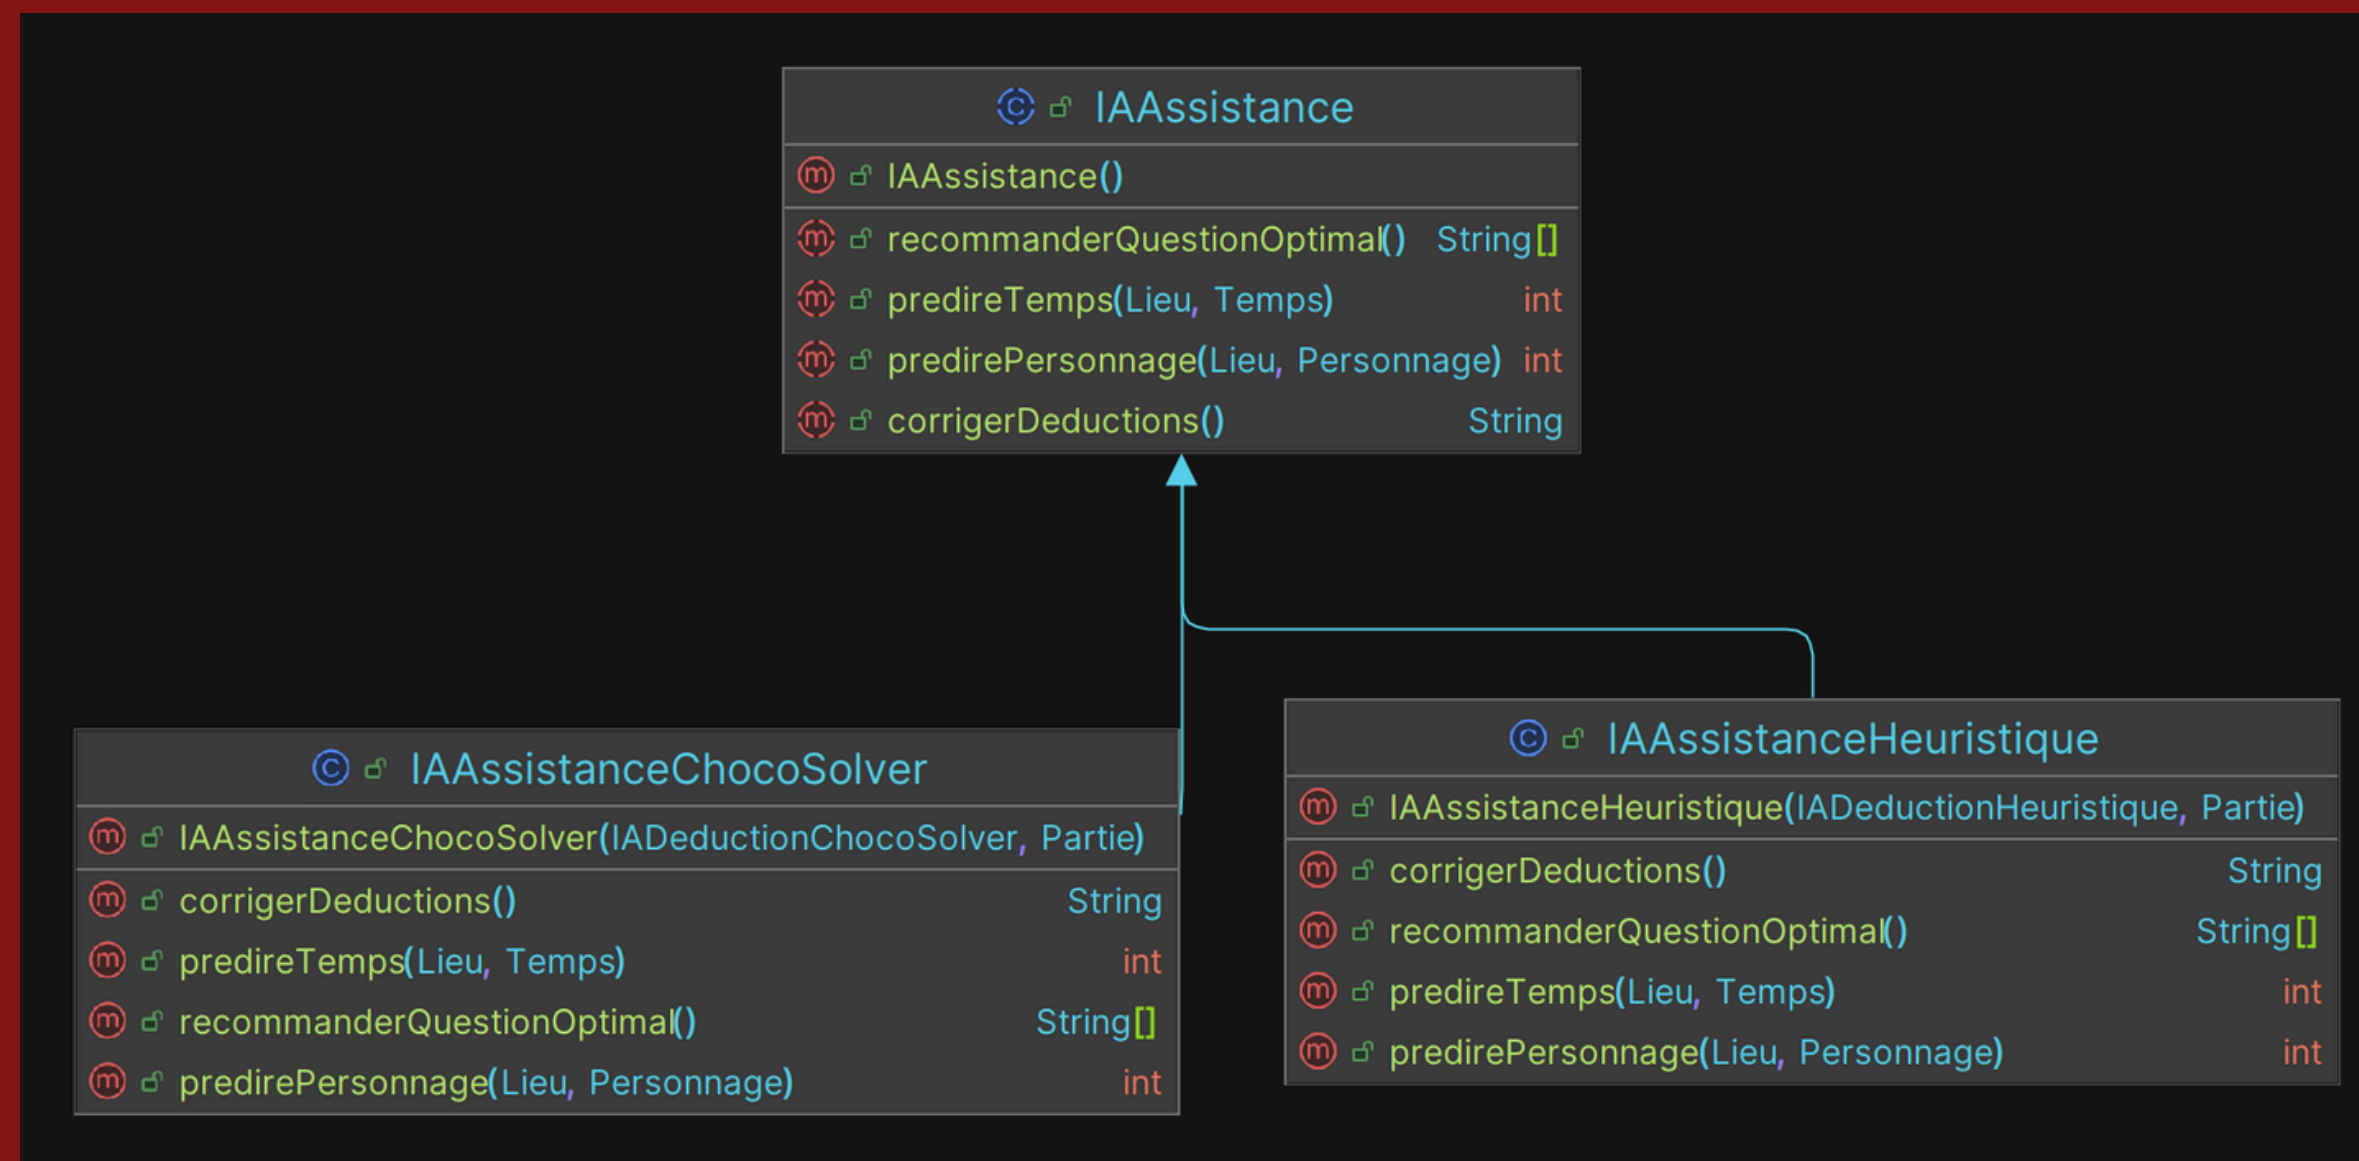 IAAssistance
IAAssistance()
recommanderQuestionOptimal() String[]
predireTemps(Lieu, Temps) int
predirePersonnage(Lieu, Personnage) int
corrigerDeductions() String
IAAssistanceChocoSolver
IAAssistanceChocoSolver(IADeductionChocoSolver, Partie)
corrigerDeductions() String
predireTemps(Lieu, Temps) int
recommanderQuestionOptimal() String[]
predirePersonnage(Lieu, Personnage) int
IAAssistanceHeuristique
IAAssistanceHeuristique(IADeductionHeuristique, Partie)
corrigerDeductions() String
recommanderQuestionOptimal() String[]
predireTemps(Lieu, Temps) int
predirePersonnage(Lieu, Personnage) int